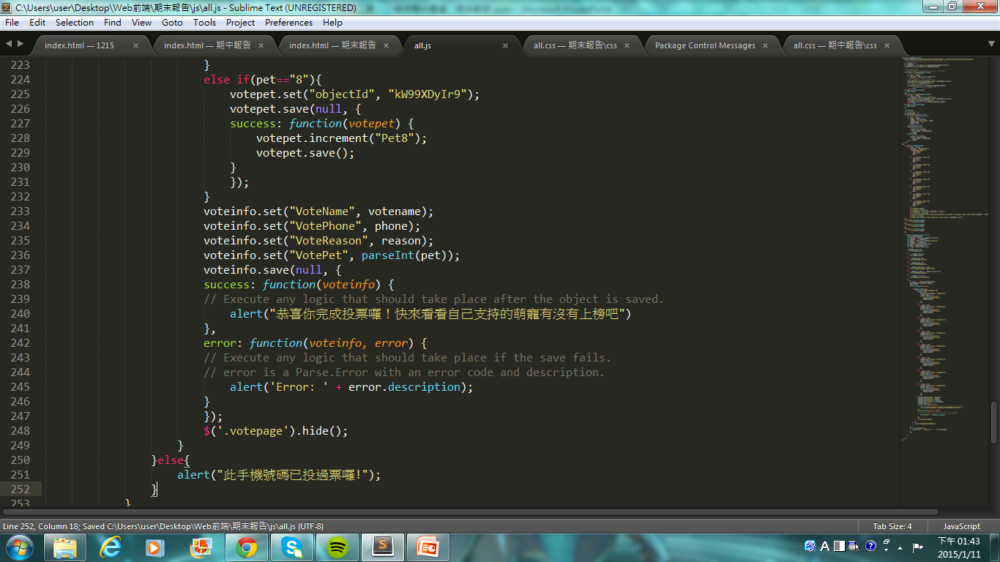 C:\Users\user\Desktop\Web前端\期末報告\js\all.js - Sublime Text (UNREGISTERED)
File Edit Selection Find View Goto Tools Project Preferences Help
index.html — 1215 × index.html — 期中報告 × index.html — 期末報告 × all.js × all.css — 期末報告\css × Package Control Messages × all.css — 期中報告\css ×
223 }
224 else if(pet=="8"){
225 votepet.set("objectId", "kW99XDyIr9");
226 votepet.save(null, {
227 success: function(votepet) {
228 votepet.increment("Pet8");
229 votepet.save();
230 }
231 });
232 }
233 voteinfo.set("VoteName", votename);
234 voteinfo.set("VotePhone", phone);
235 voteinfo.set("VoteReason", reason);
236 voteinfo.set("VotePet", parseInt(pet));
237 voteinfo.save(null, {
238 success: function(voteinfo) {
239 // Execute any logic that should take place after the object is saved.
240 alert("恭喜你完成投票囉！快來看看自己支持的萌寵有沒有上榜吧")
241 },
242 error: function(voteinfo, error) {
243 // Execute any logic that should take place if the save fails.
244 // error is a Parse.Error with an error code and description.
245 alert('Error: ' + error.description);
246 }
247 });
248 $('.votepage').hide();
249 }
250 }else{
251 alert("此手機號碼已投過票囉!");
252 }
253 }
Line 252, Column 18; Saved C:\Users\user\Desktop\Web前端\期末報告\js\all.js (UTF-8) Tab Size: 4 JavaScript
下午 01:43
2015/1/11